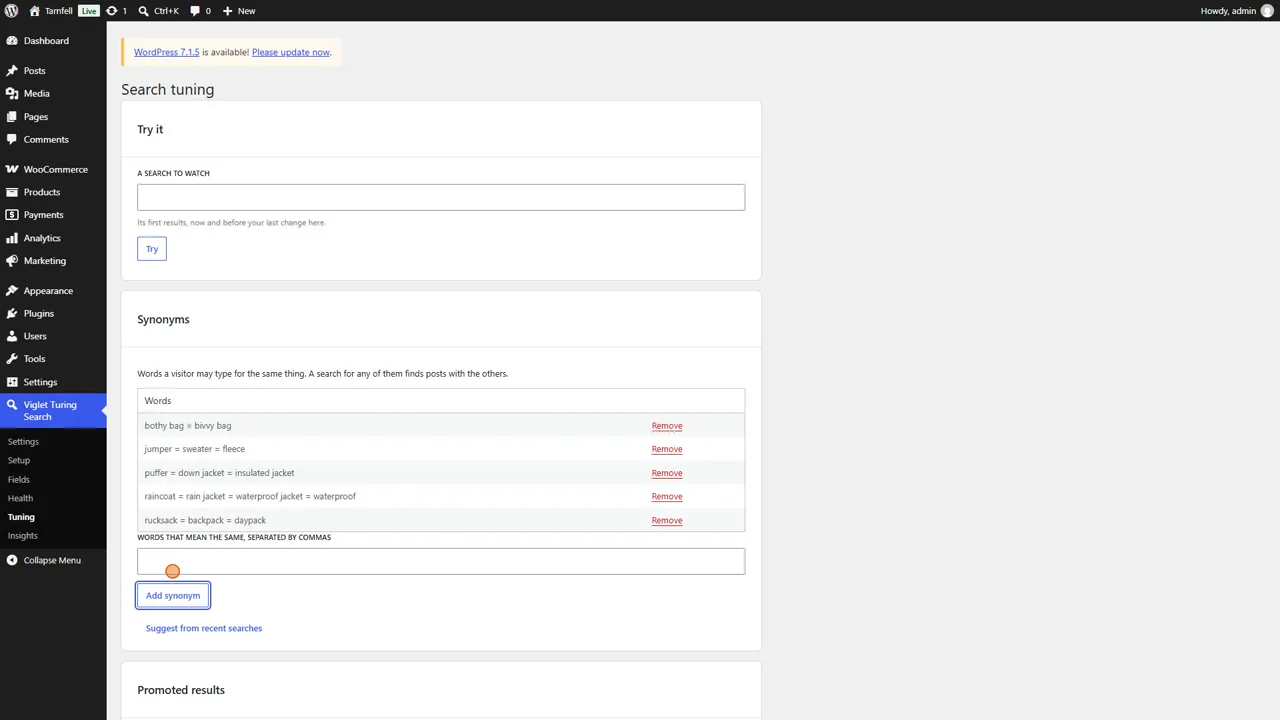 Tarnfell Live 1 Ctrl+K 0 New Howdy, admin
Dashboard
Posts
Media
Pages
Comments
WooCommerce
Products
Payments
Analytics
Marketing
Appearance
Plugins
Users
Tools
Settings
Viglet Turing
Search
Settings
Setup
Fields
Health
Tuning
Insights
Collapse Menu
WordPress 7.1.5 is available! Please update now.
Search tuning
Try it
A SEARCH TO WATCH
Its first results, now and before your last change here.
Try
Synonyms
Words a visitor may type for the same thing. A search for any of them finds posts with the others.
Words
bothy bag = bivvy bag Remove
jumper = sweater = fleece Remove
puffer = down jacket = insulated jacket Remove
raincoat = rain jacket = waterproof jacket = waterproof Remove
rucksack = backpack = daypack Remove
WORDS THAT MEAN THE SAME, SEPARATED BY COMMAS
Add synonym
Suggest from recent searches
Promoted results